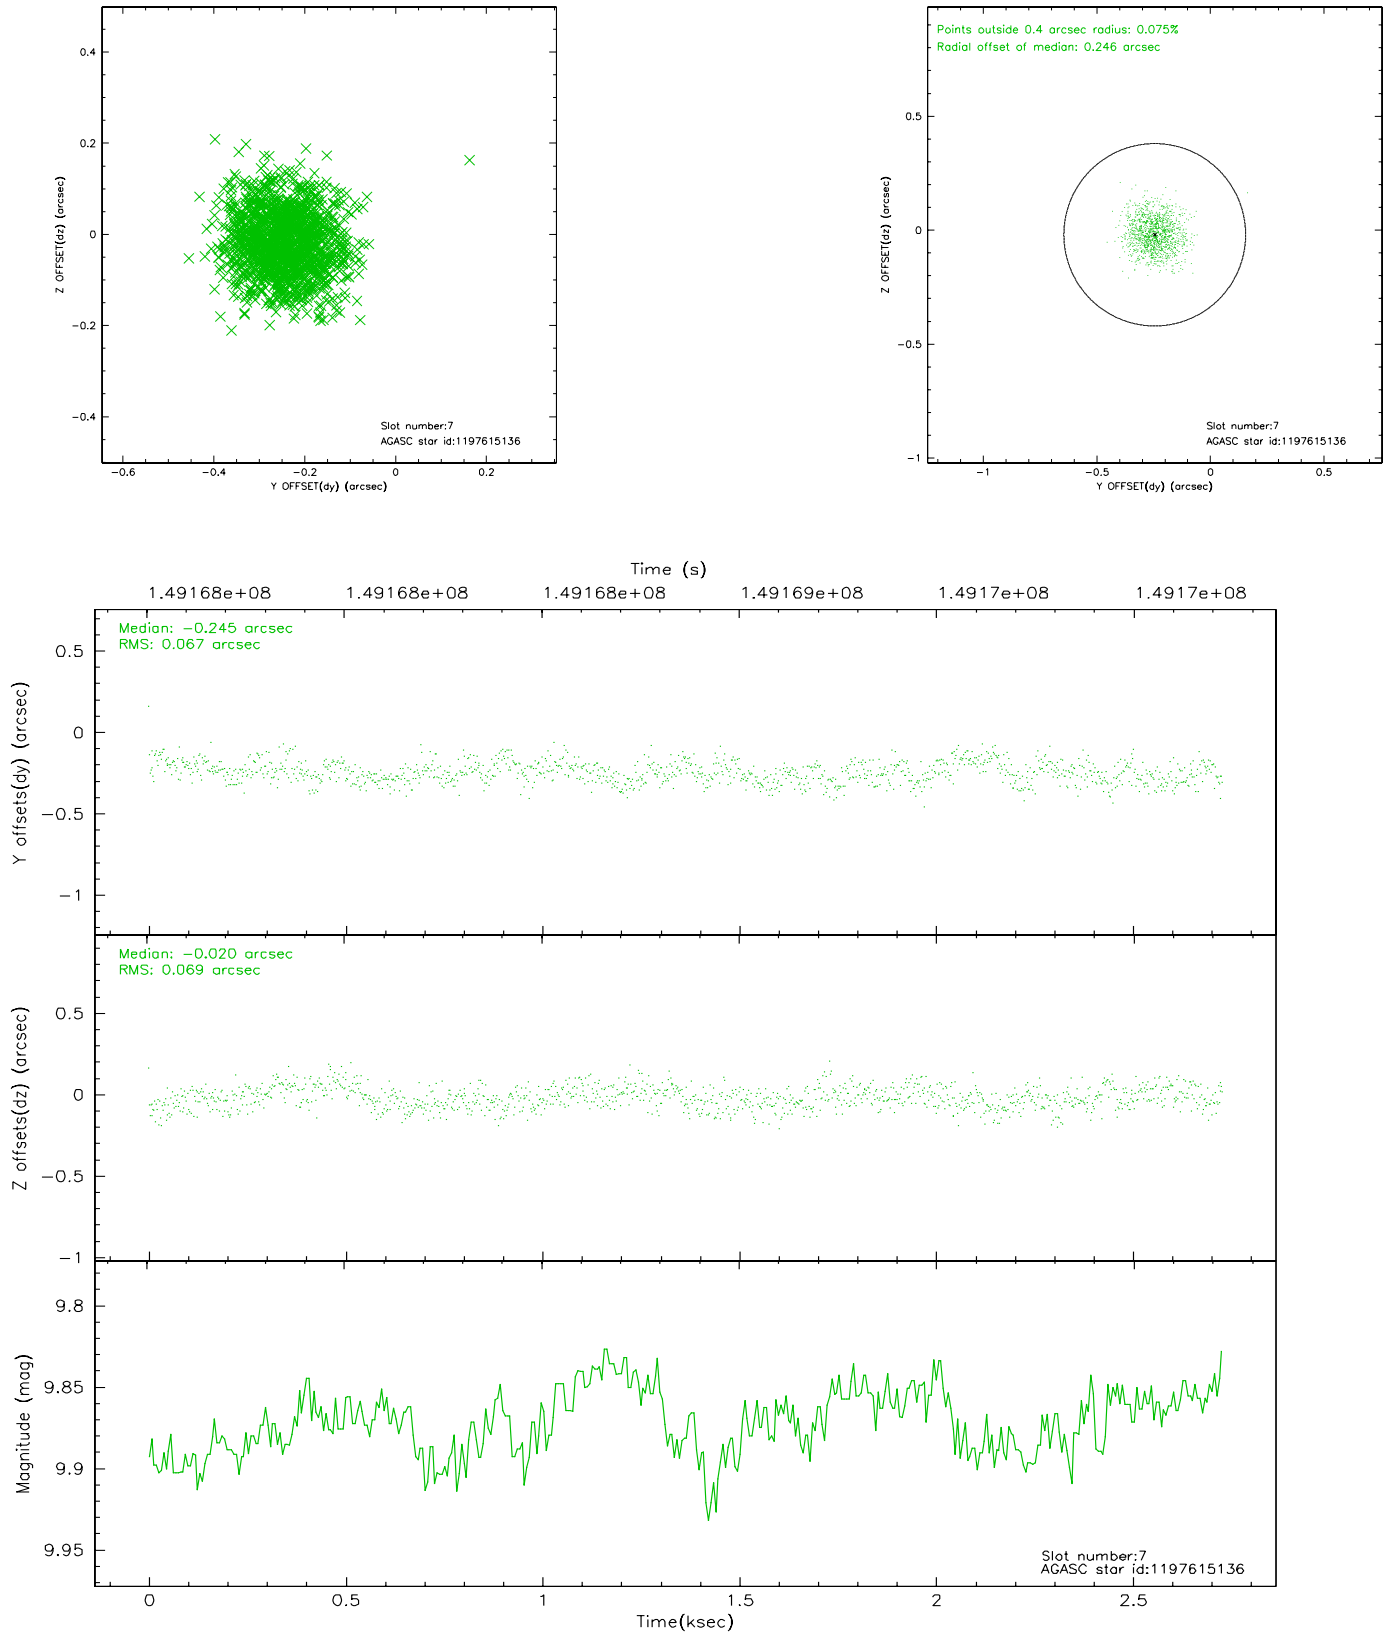 0.4
0.2
0
-0.2
-0.4
Z OFFSET(dz) (arcsec)
Slot number:7
AGASC star id:1197615136
-0.6
-0.4
-0.2
0
0.2
Y OFFSET(dy) (arcsec)
Points outside 0.4 arcsec radius: 0.075%
Radial offset of median: 0.246 arcsec
0.5
0
-0.5
-1
Z OFFSET(dz) (arcsec)
Slot number:7
AGASC star id:1197615136
-1
-0.5
0
0.5
Y OFFSET(dy) (arcsec)
Time (s)
1.49168e+08
1.49168e+08
1.49168e+08
1.49169e+08
1.4917e+08
1.4917e+08
Median: -0.245 arcsec
RMS: 0.067 arcsec
0.5
0
-0.5
-1
Y offsets(dy) (arcsec)
Median: -0.020 arcsec
RMS: 0.069 arcsec
0.5
0
-0.5
-1
Z offsets(dz) (arcsec)
9.8
9.85
9.9
9.95
Magnitude (mag)
Slot number:7
AGASC star id:1197615136
0
0.5
1
1.5
2
2.5
Time(ksec)